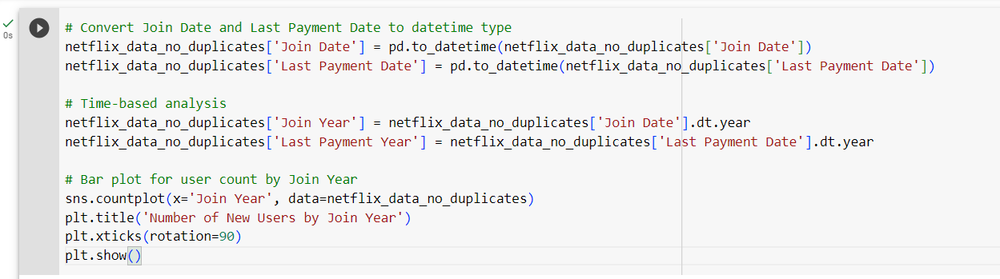 0s
# Convert Join Date and Last Payment Date to datetime type
netflix_data_no_duplicates['Join Date'] = pd.to_datetime(netflix_data_no_duplicates['Join Date'])
netflix_data_no_duplicates['Last Payment Date'] = pd.to_datetime(netflix_data_no_duplicates['Last Payment Date'])
# Time-based analysis
netflix_data_no_duplicates['Join Year'] = netflix_data_no_duplicates['Join Date'].dt.year
netflix_data_no_duplicates['Last Payment Year'] = netflix_data_no_duplicates['Last Payment Date'].dt.year
# Bar plot for user count by Join Year
sns.countplot(x='Join Year', data=netflix_data_no_duplicates)
plt.title('Number of New Users by Join Year')
plt.xticks(rotation=90)
plt.show()